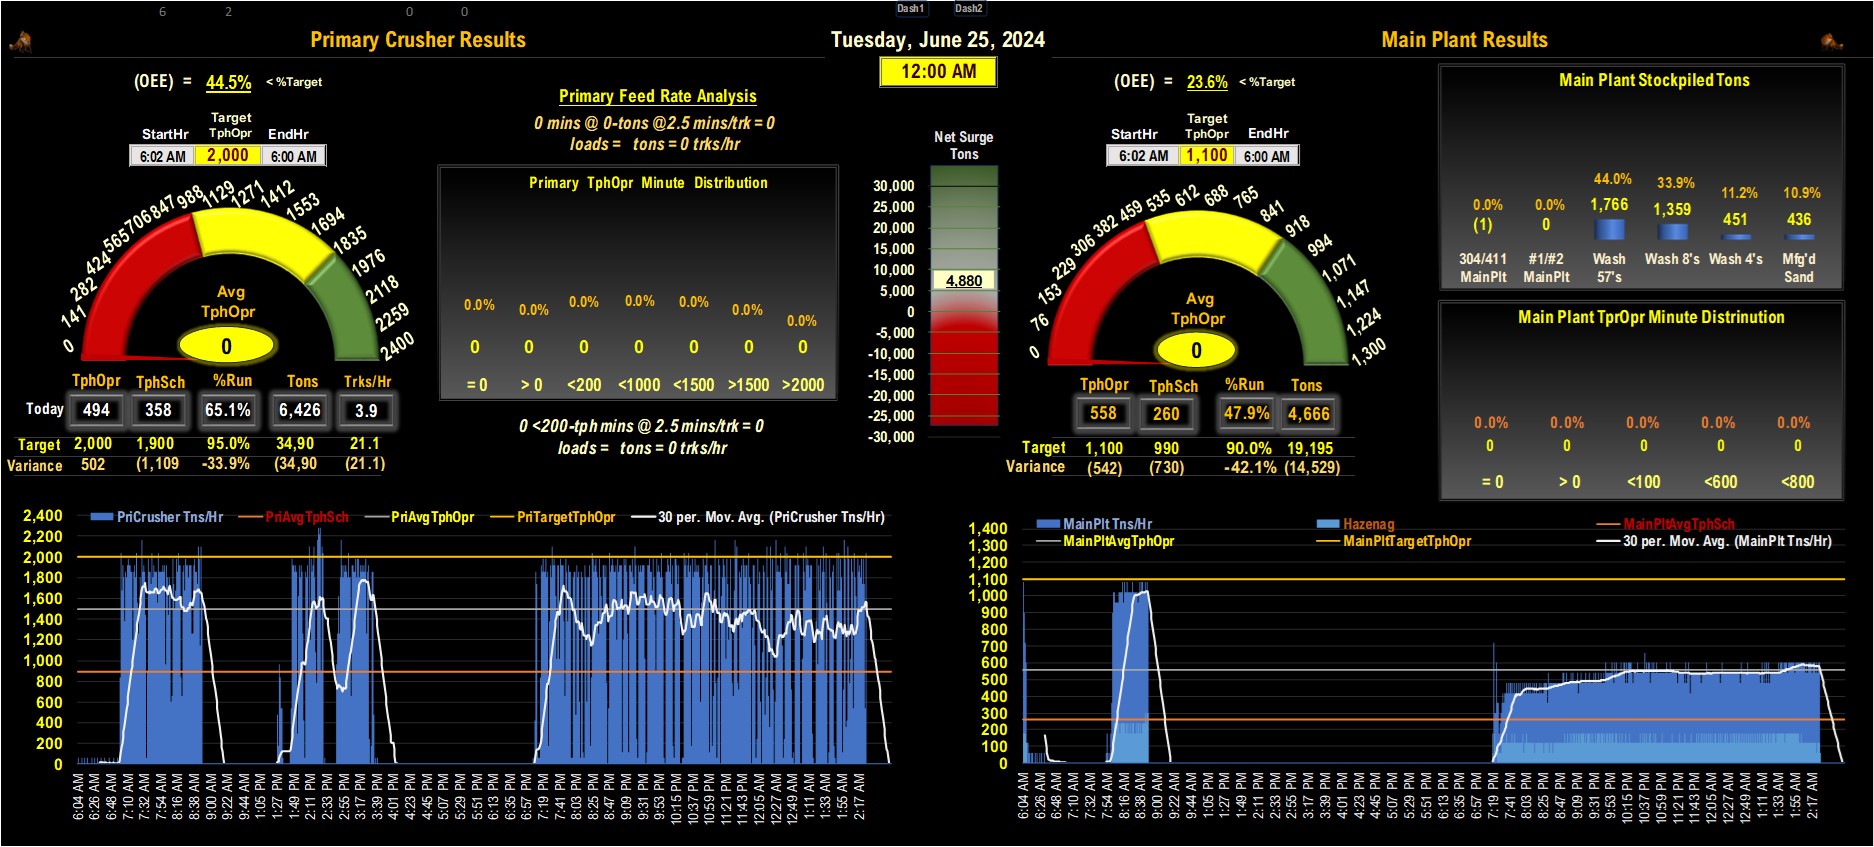 6 2 0 0 Dash1 Dash2
Primary Crusher Results
Tuesday, June 25, 2024
Main Plant Results
12:00 AM
(OEE) = 44.5% < %Target
Target
StartHr TphOpr EndHr
6:02 AM 2,000 6:00 AM
0 141 282 424 565 706 847 988 1129 1271 1412 1553 1694 1835 1976 2118 2259 2400
Avg
TphOpr
0
TphOpr TphSch %Run Tons Trks/Hr
Today 494 358 65.1% 6,426 3.9
Target 2,000 1,900 95.0% 34,90 21.1
Variance 502 (1,109 -33.9% (34,90 (21.1)
Primary Feed Rate Analysis
0 mins @ 0-tons @2.5 mins/trk = 0
loads = tons = 0 trks/hr
Primary TphOpr Minute Distribution
0.0% 0.0% 0.0% 0.0% 0.0% 0.0% 0.0%
0 0 0 0 0 0 0
= 0 > 0 <200 <1000 <1500 >1500 >2000
0 <200-tph mins @ 2.5 mins/trk = 0
loads = tons = 0 trks/hr
Net Surge
Tons
30,000
25,000
20,000
15,000
10,000
4,880
5,000
0
-5,000
-10,000
-15,000
-20,000
-25,000
-30,000
(OEE) = 23.6% < %Target
Target
StartHr TphOpr EndHr
6:02 AM 1,100 6:00 AM
0 76 153 229 306 382 459 535 612 688 765 841 918 994 1,071 1,147 1,224 1,300
Avg
TphOpr
0
TphOpr TphSch %Run Tons
558 260 47.9% 4,666
Target 1,100 990 90.0% 19,195
Variance (542) (730) -42.1% (14,529)
Main Plant Stockpiled Tons
0.0% 0.0% 44.0% 33.9% 11.2% 10.9%
(1) 0 1,766 1,359 451 436
304/411 #1/#2 Wash Wash 8's Wash 4's Mfg'd
MainPlt MainPlt 57's Sand
Main Plant TprOpr Minute Distrinution
0.0% 0.0% 0.0% 0.0% 0.0%
0 0 0 0 0
= 0 > 0 <100 <600 <800
PriCrusher Tns/Hr PriAvgTphSch PriAvgTphOpr PriTargetTphOpr 30 per. Mov. Avg. (PriCrusher Tns/Hr)
2,400
2,200
2,000
1,800
1,600
1,400
1,200
1,000
800
600
400
200
0
6:04 AM 6:26 AM 6:48 AM 7:10 AM 7:32 AM 7:54 AM 8:16 AM 8:38 AM 9:00 AM 9:22 AM 9:44 AM 1:05 PM 1:27 PM 1:49 PM 2:11 PM 2:33 PM 2:55 PM 3:17 PM 3:39 PM 4:01 PM 4:23 PM 4:45 PM 5:07 PM 5:29 PM 5:51 PM 6:13 PM 6:35 PM 6:57 PM 7:19 PM 7:41 PM 8:03 PM 8:25 PM 8:47 PM 9:09 PM 9:31 PM 9:53 PM 10:15 PM 10:37 PM 10:59 PM 11:21 PM 11:43 PM 12:05 AM 12:27 AM 12:49 AM 1:11 AM 1:33 AM 1:55 AM 2:17 AM
MainPlt Tns/Hr Hazenag MainPltAvgTphSch
MainPltAvgTphOpr MainPltTargetTphOpr 30 per. Mov. Avg. (MainPlt Tns/Hr)
1,400
1,300
1,200
1,100
1,000
900
800
700
600
500
400
300
200
100
0
6:04 AM 6:26 AM 6:48 AM 7:10 AM 7:32 AM 7:54 AM 8:16 AM 8:38 AM 9:00 AM 9:22 AM 9:44 AM 1:05 PM 1:27 PM 1:49 PM 2:11 PM 2:33 PM 2:55 PM 3:17 PM 3:39 PM 4:01 PM 4:23 PM 4:45 PM 5:07 PM 5:29 PM 5:51 PM 6:13 PM 6:35 PM 6:57 PM 7:19 PM 7:41 PM 8:03 PM 8:25 PM 8:47 PM 9:09 PM 9:31 PM 9:53 PM 10:15 PM 10:37 PM 10:59 PM 11:21 PM 11:43 PM 12:05 AM 12:27 AM 12:49 AM 1:11 AM 1:33 AM 1:55 AM 2:17 AM